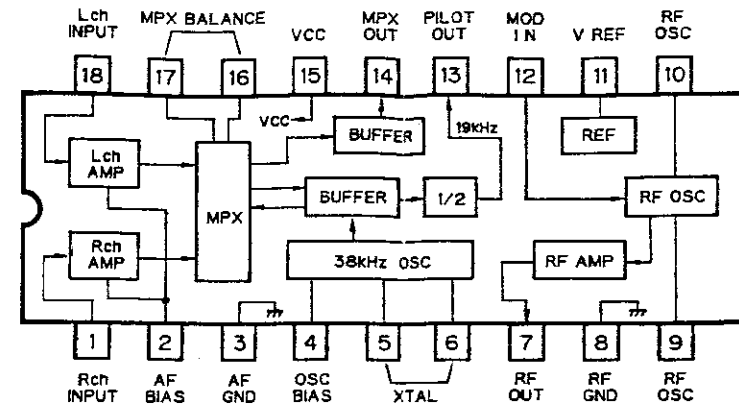 Lch
INPUT
MPX BALANCE
VCC
MPX
OUT
PILOT
OUT
MOD
IN
V REF
RF
OSC
18
17
16
15
14
13
12
11
10
VCC
19kHz
BUFFER
REF
Lch
AMP
MPX
BUFFER
1/2
RF OSC
Rch
AMP
38kHz OSC
RF AMP
1
2
3
4
5
6
7
8
9
Rch
INPUT
AF
BIAS
AF
GND
OSC
BIAS
XTAL
RF
OUT
RF
GND
RF
OSC